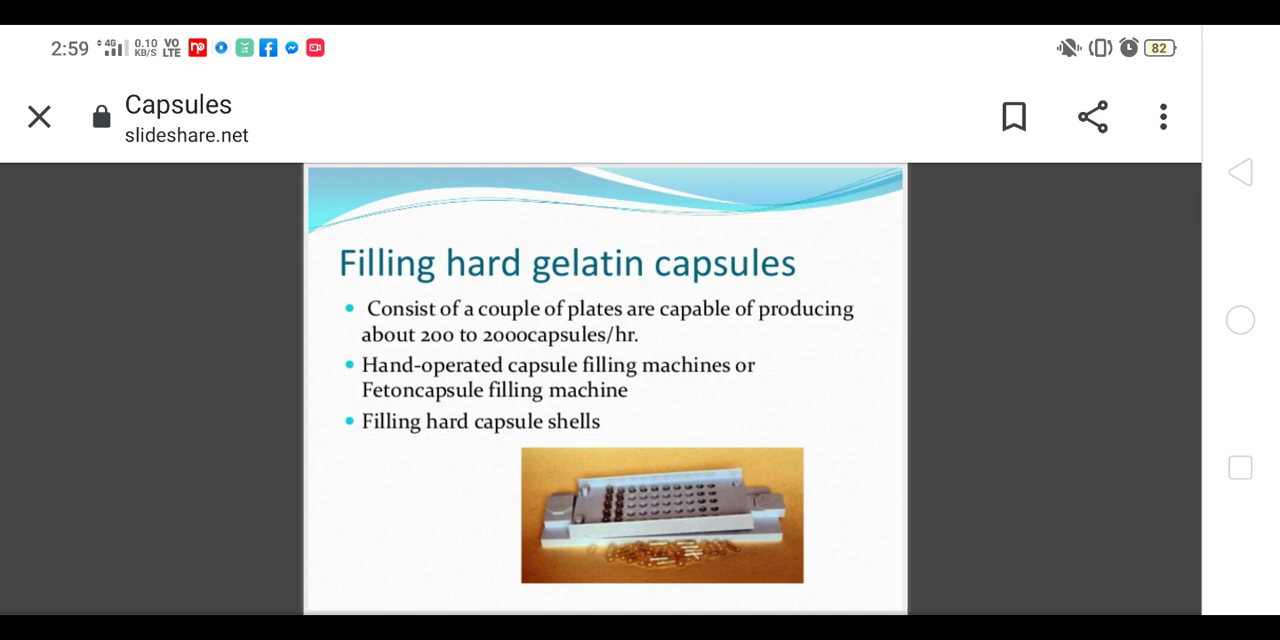 2:59 4G 0.10 KB/S VO LTE 82
Capsules
slideshare.net
Filling hard gelatin capsules
Consist of a couple of plates are capable of producing
about 200 to 2000capsules/hr.
Hand-operated capsule filling machines or
Fetoncapsule filling machine
Filling hard capsule shells